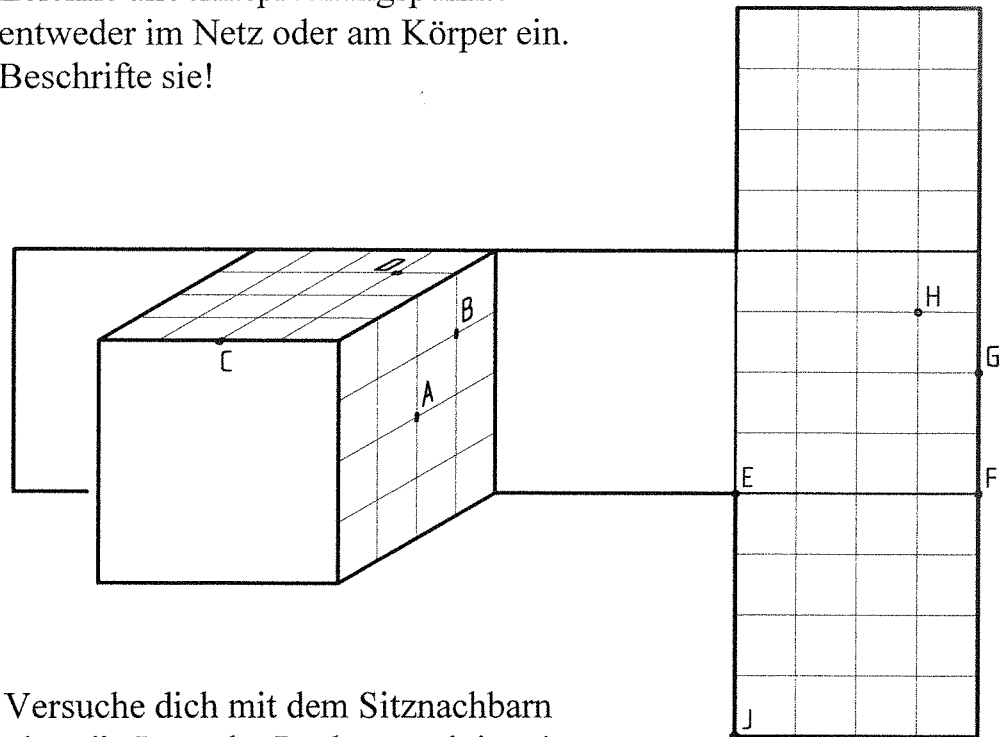 entweder im Netz oder am Körper ein.
Beschrifte sie!
D
B
C
A
H
G
E
F
J
Versuche dich mit dem Sitznachbarn